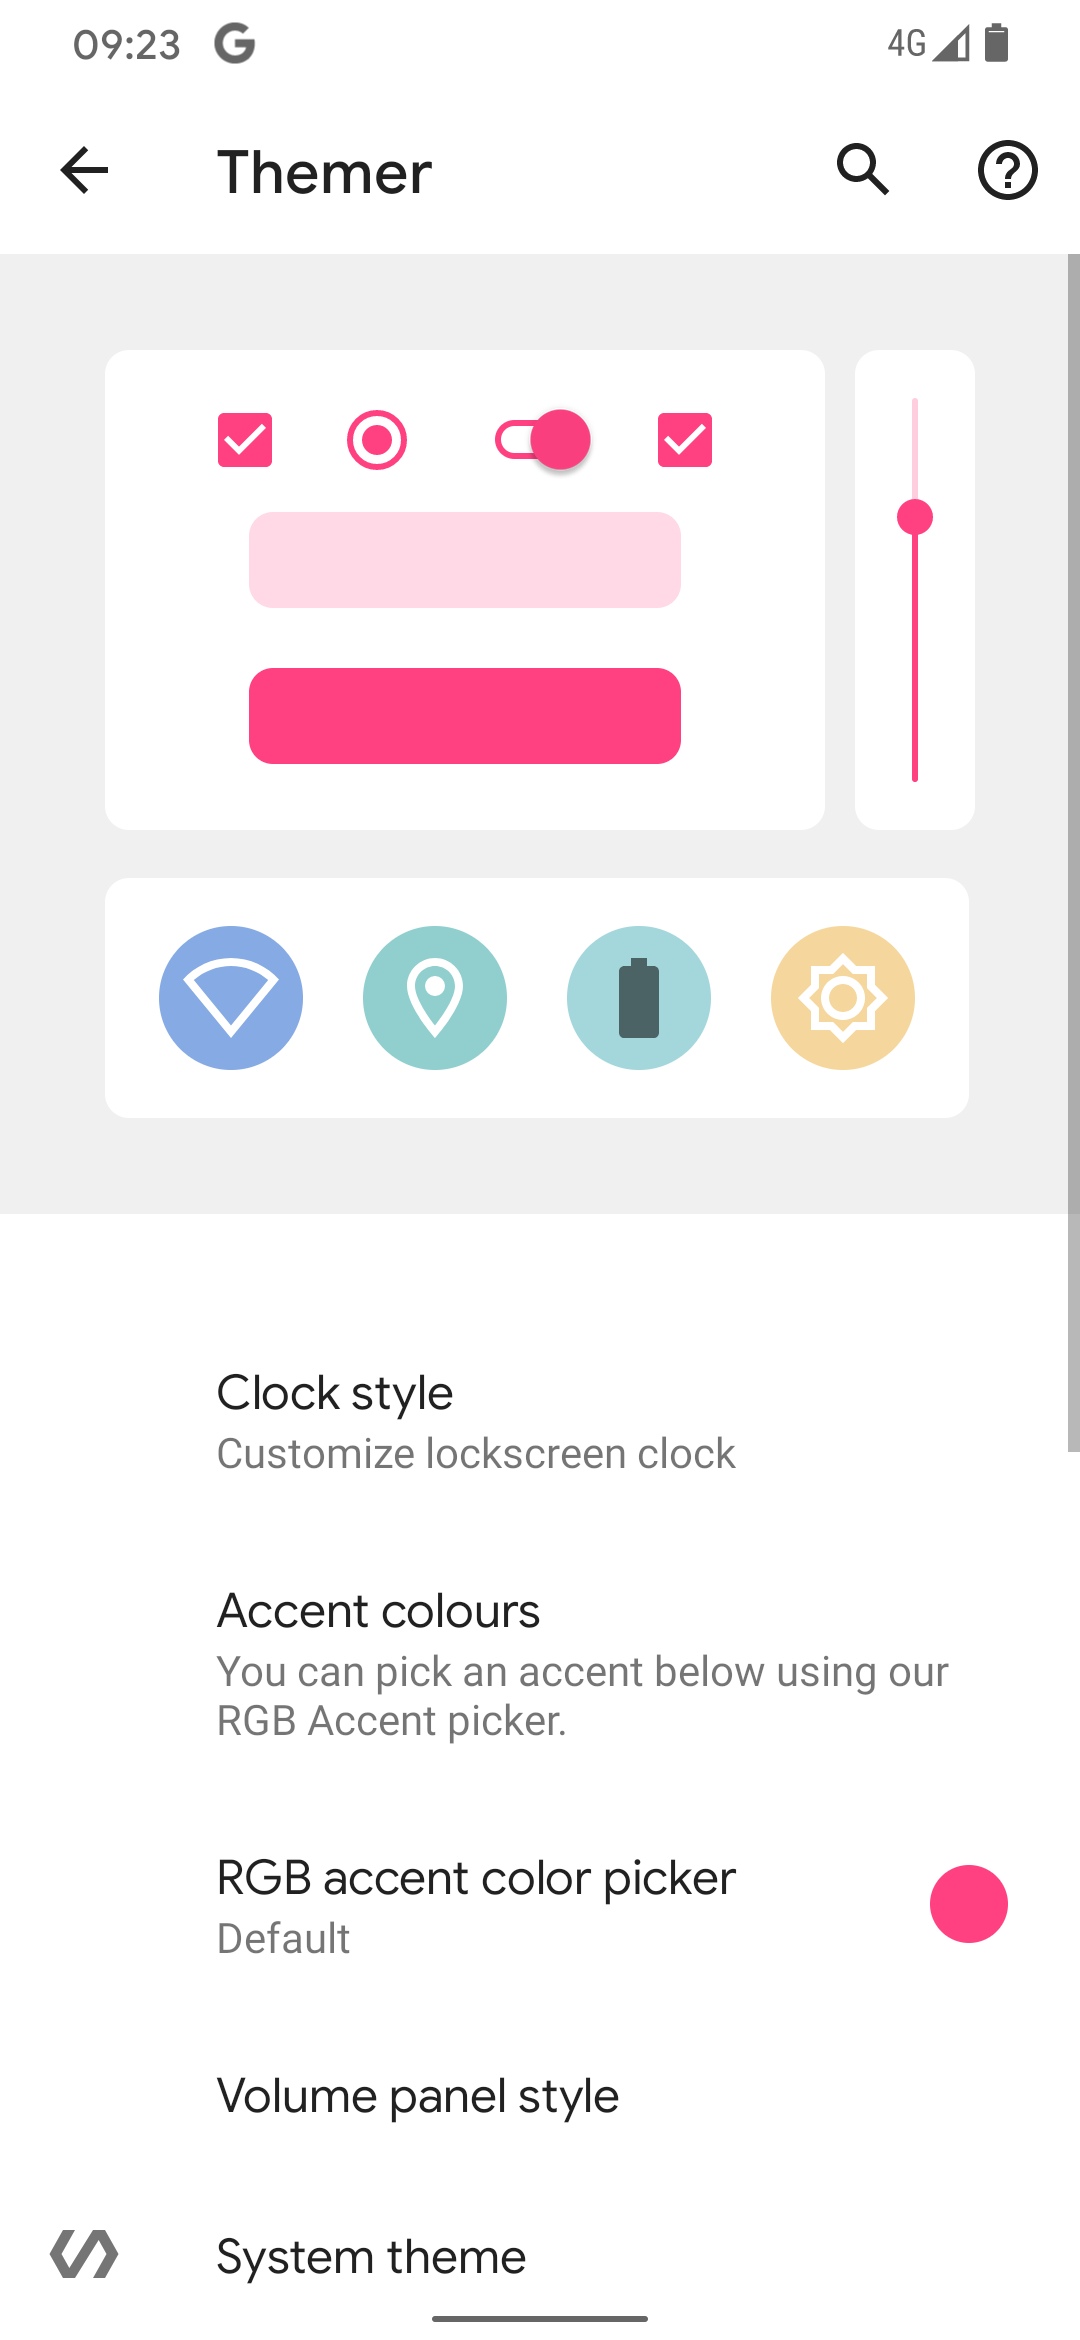 09:23 G 4G
Themer
Clock style
Customize lockscreen clock
Accent colours
You can pick an accent below using our
RGB Accent picker.
RGB accent color picker
Default
Volume panel style
System theme